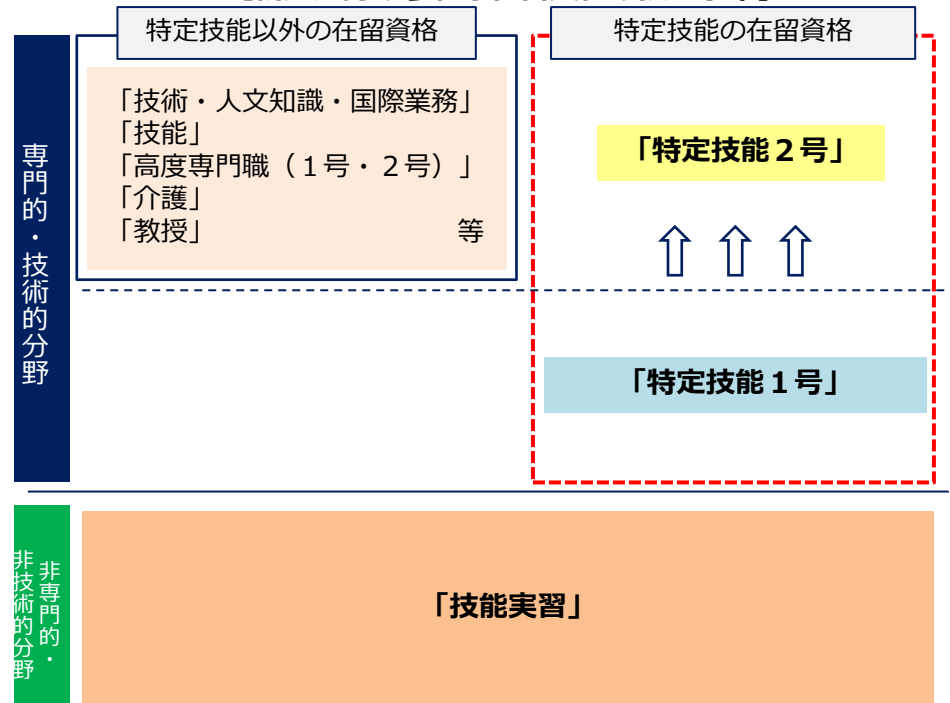 特定技能以外の在留資格
特定技能の在留資格
専門的・技術的分野
「技術・人文知識・国際業務」
「技能」
「高度専門職（１号・２号）」
「介護」
「教授」 等
「特定技能２号」
「特定技能１号」
非専門的・
非技術的分野
「技能実習」